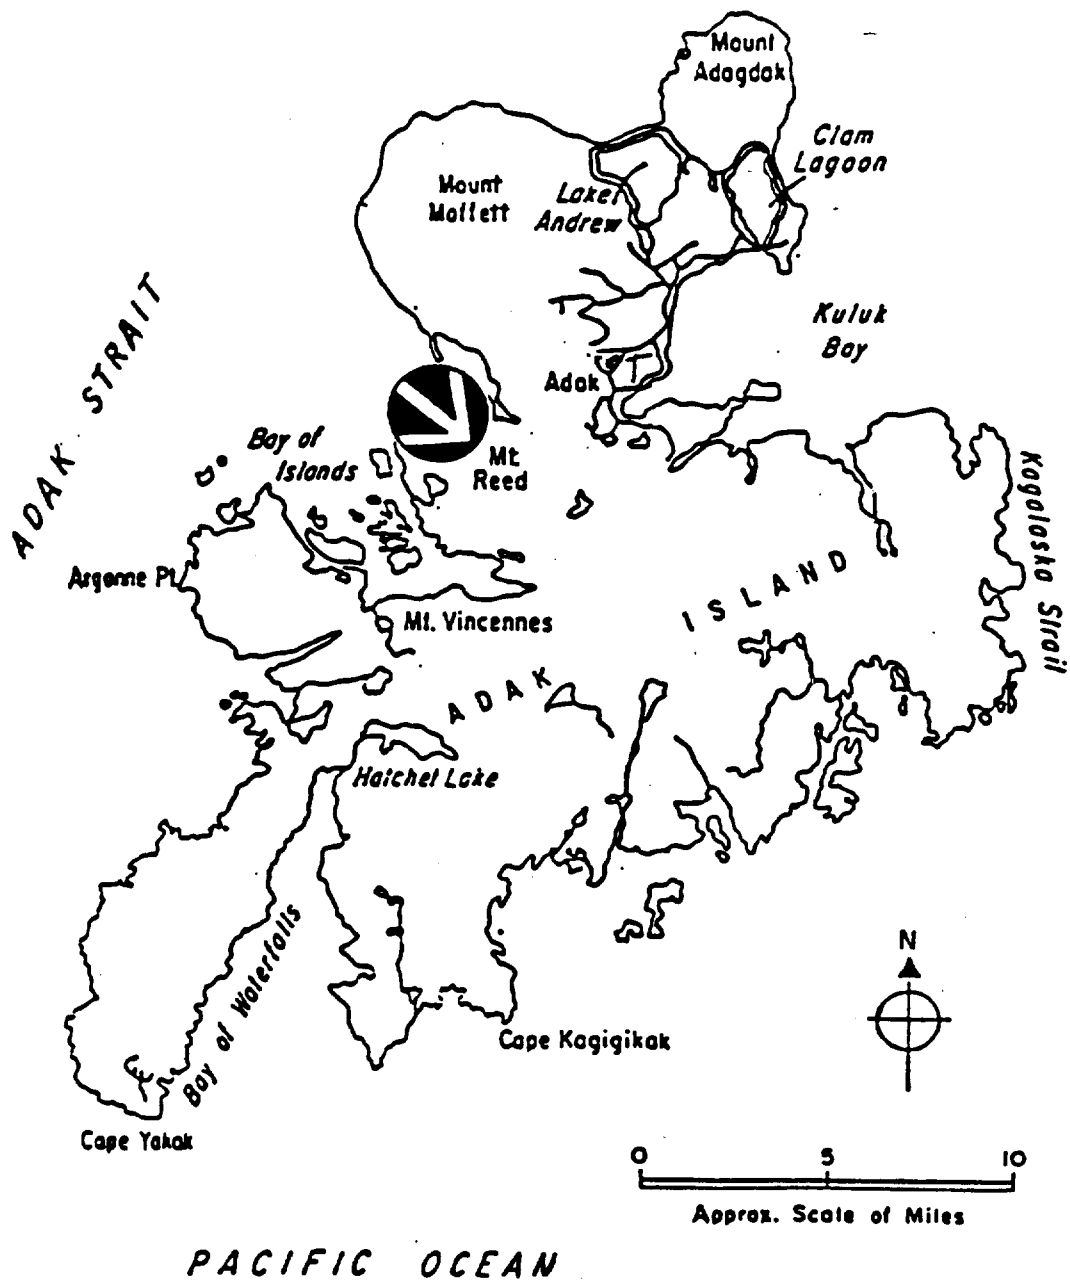 Mount
Adagdak
Clam
Lagoon
Mount
Moffett
Lake
Andrew
ADAK STRAIT
Kuluk
Bay
Adak
Bay of
Islands
Mt
Reed
Kagalaska Strait
Argonne Pt.
Mt. Vincennes
ADAK ISLAND
Hatchet Lake
Bay of Waterfalls
N
Cape Kagigikak
Cape Yakak
0 5 10
Approx. Scale of Miles
PACIFIC OCEAN